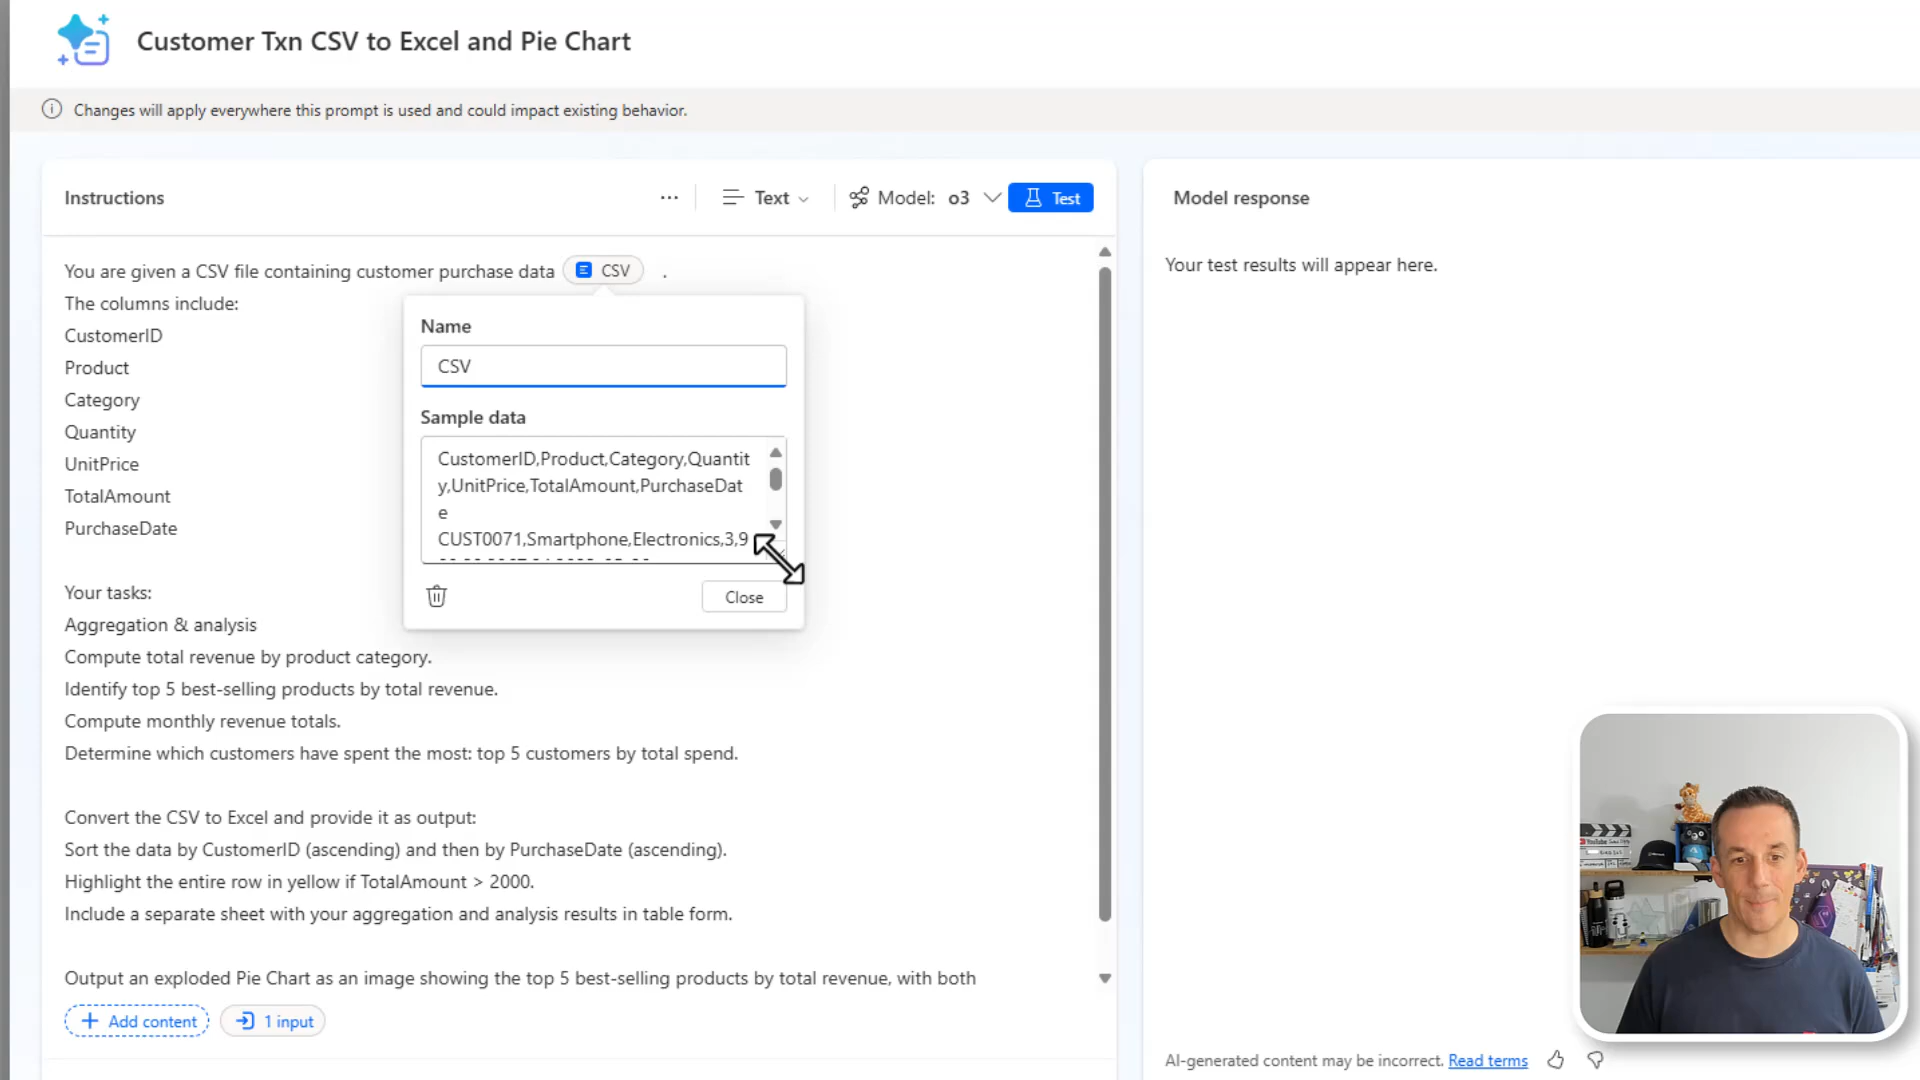 Customer Txn CSV to Excel and Pie Chart
Changes will apply everywhere this prompt is used and could impact existing behavior.
Instructions
Text
Model: o3
Test
You are given a CSV file containing customer purchase data CSV .
The columns include:
CustomerID
Product
Category
Quantity
UnitPrice
TotalAmount
PurchaseDate
Name
CSV
Sample data
CustomerID,Product,Category,Quantit
y,UnitPrice,TotalAmount,PurchaseDat
e
CUST0071,Smartphone,Electronics,3,9
Close
Your tasks:
Aggregation & analysis
Compute total revenue by product category.
Identify top 5 best-selling products by total revenue.
Compute monthly revenue totals.
Determine which customers have spent the most: top 5 customers by total spend.
Convert the CSV to Excel and provide it as output:
Sort the data by CustomerID (ascending) and then by PurchaseDate (ascending).
Highlight the entire row in yellow if TotalAmount > 2000.
Include a separate sheet with your aggregation and analysis results in table form.
Output an exploded Pie Chart as an image showing the top 5 best-selling products by total revenue, with both
Add content
1 input
Model response
Your test results will appear here.
AI-generated content may be incorrect. Read terms